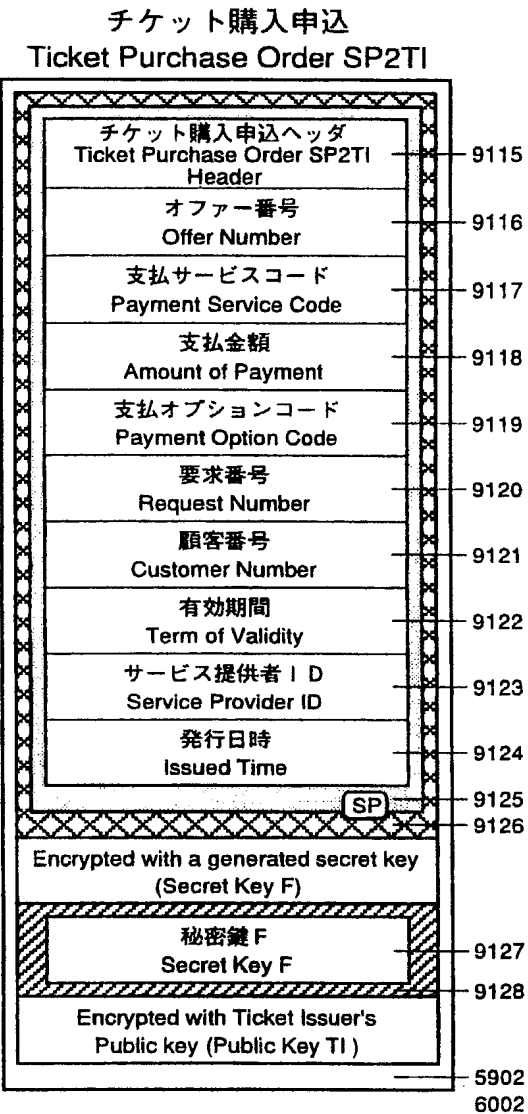 チケット購入申込
Ticket Purchase Order SP2TI
チケット購入申込ヘッダ
Ticket Purchase Order SP2TI
Header
9115
オファー番号
Offer Number
9116
支払サービスコード
Payment Service Code
9117
支払金額
Amount of Payment
9118
支払オプションコード
Payment Option Code
9119
要求番号
Request Number
9120
顧客番号
Customer Number
9121
有効期間
Term of Validity
9122
サービス提供者ID
Service Provider ID
9123
発行日時
Issued Time
9124
SP
9125
9126
Encrypted with a generated secret key
(Secret Key F)
秘密鍵F
Secret Key F
9127
9128
Encrypted with Ticket Issuer's
Public key (Public Key TI )
5902
6002